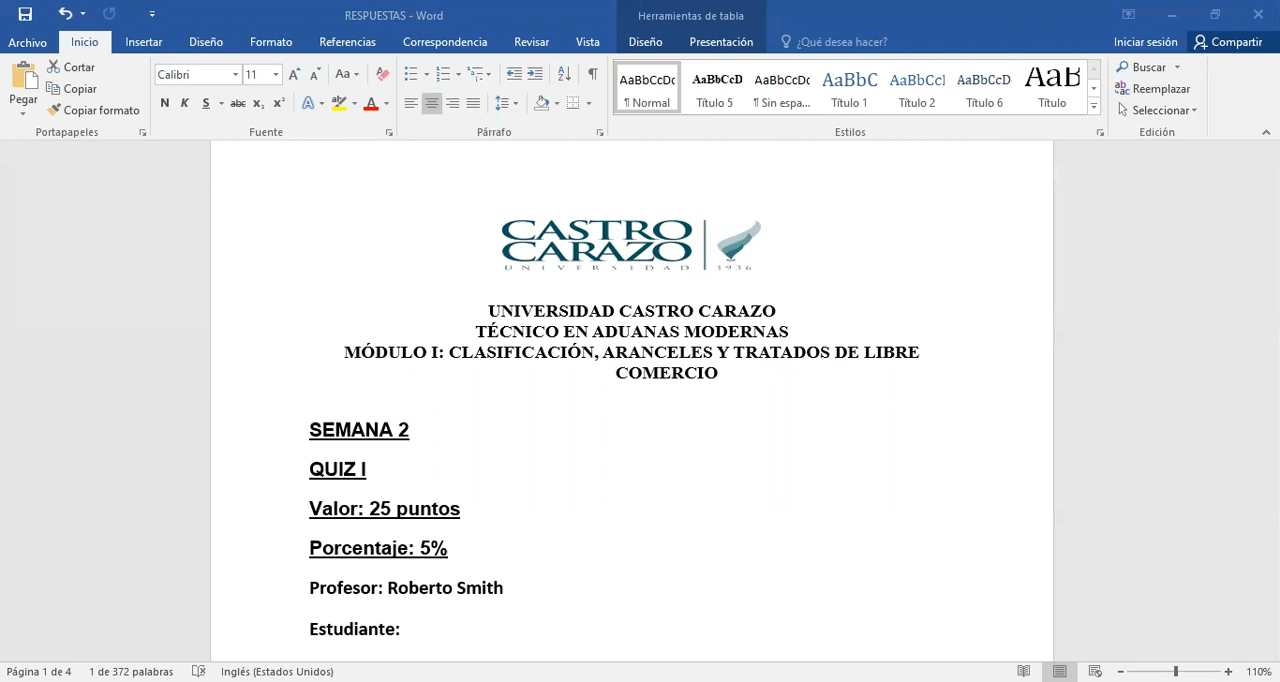 RESPUESTAS - Word
Herramientas de tabla
Archivo Inicio Insertar Diseño Formato Referencias Correspondencia Revisar Vista Diseño Presentación ¿Qué desea hacer? Iniciar sesión Compartir
Pegar
Cortar
Copiar
Copiar formato
Portapapeles
Calibri 11 Aa
N K S abc x₂ x² A A
Fuente
Párrafo
AaBbCcDc AaBbCcD AaBbCcDc AaBbC AaBbCcI AaBbCcD AaB
¶ Normal Título 5 ¶ Sin espa... Título 1 Título 2 Título 6 Título
Estilos
Buscar
Reemplazar
Seleccionar
Edición
CASTRO
CARAZO
UNIVERSIDAD 1936
UNIVERSIDAD CASTRO CARAZO
TÉCNICO EN ADUANAS MODERNAS
MÓDULO I: CLASIFICACIÓN, ARANCELES Y TRATADOS DE LIBRE
COMERCIO
SEMANA 2
QUIZ I
Valor: 25 puntos
Porcentaje: 5%
Profesor: Roberto Smith
Estudiante:
Página 1 de 4 1 de 372 palabras Inglés (Estados Unidos) 110%